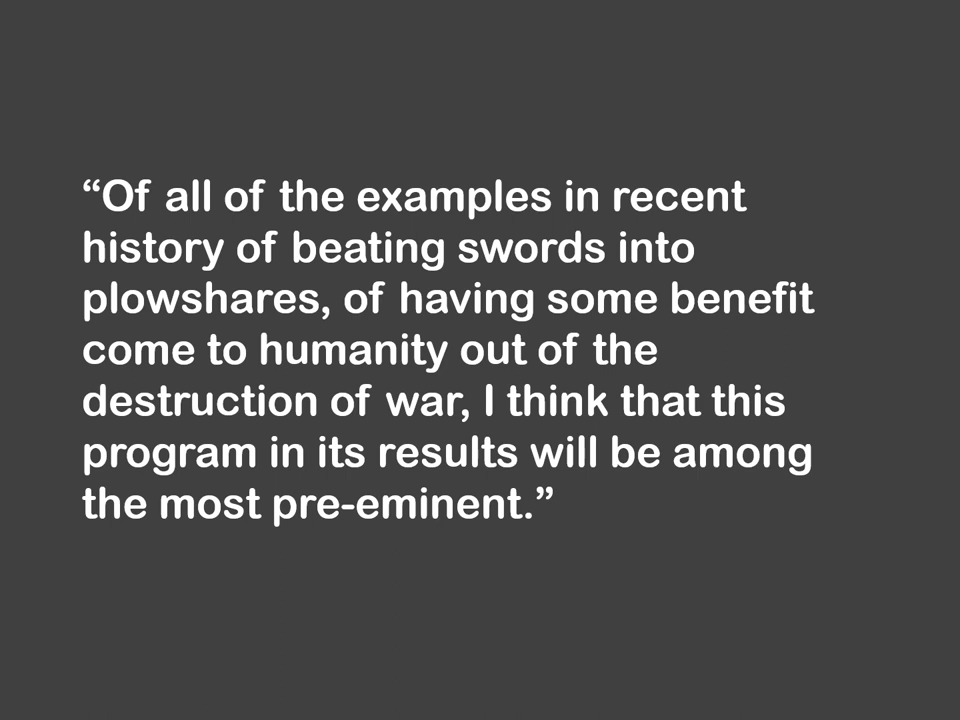 “Of all of the examples in recent
history of beating swords into
plowshares, of having some benefit
come to humanity out of the
destruction of war, I think that this
program in its results will be among
the most pre-eminent.”